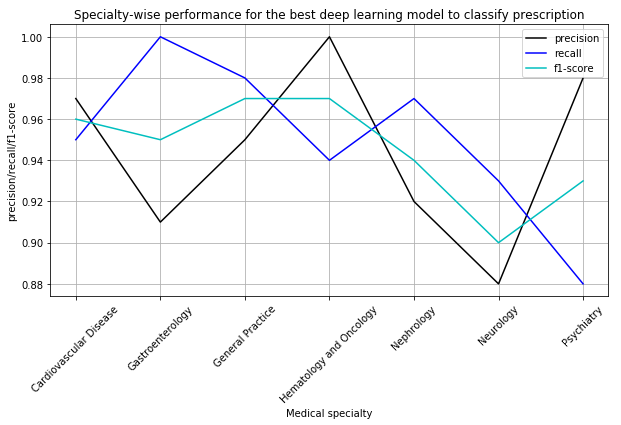 Specialty-wise performance for the best deep learning model to classify prescription
precision
recall
f1-score
precision/recall/f1-score
1.00
0.98
0.96
0.94
0.92
0.90
0.88
Cardiovascular Disease
Gastroenterology
General Practice
Hematology and Oncology
Nephrology
Neurology
Psychiatry
Medical specialty